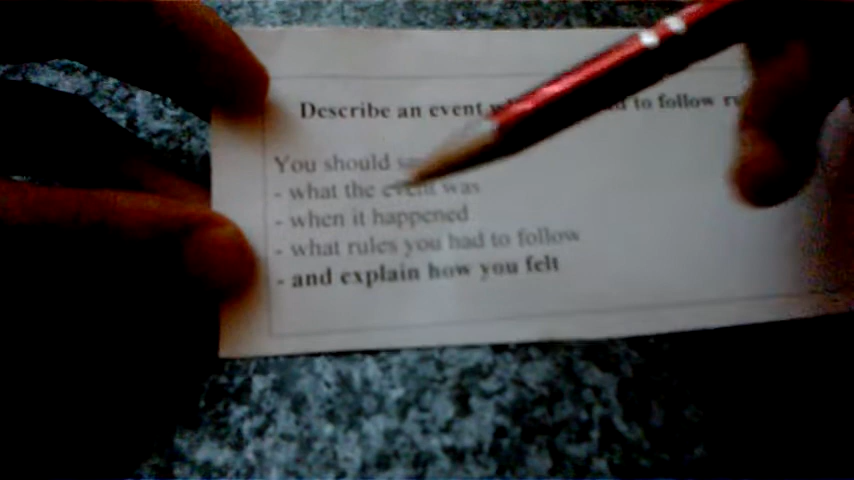 Describe an event to follow
You should
- what the event was
- when it happened
- what rules you had to follow
- and explain how you felt